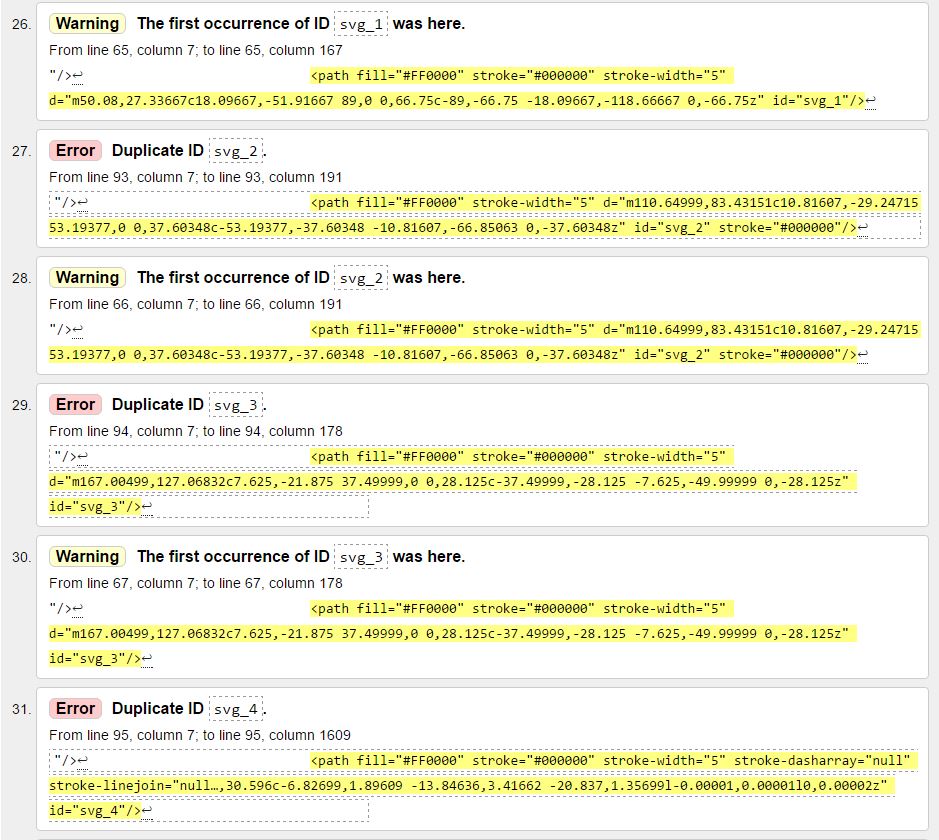 26. Warning The first occurrence of ID svg_1 was here.
From line 65, column 7; to line 65, column 167
"/>↩ <path fill="#FF0000" stroke="#000000" stroke-width="5"
d="m50.08,27.33667c18.09667,-51.91667 89,0 0,66.75c-89,-66.75 -18.09667,-118.66667 0,-66.75z" id="svg_1"/>↩
27. Error Duplicate ID svg_2.
From line 93, column 7; to line 93, column 191
"/>↩ <path fill="#FF0000" stroke-width="5" d="m110.64999,83.43151c10.81607,-29.24715
53.19377,0 0,37.60348c-53.19377,-37.60348 -10.81607,-66.85063 0,-37.60348z" id="svg_2" stroke="#000000"/>↩
28. Warning The first occurrence of ID svg_2 was here.
From line 66, column 7; to line 66, column 191
"/>↩ <path fill="#FF0000" stroke-width="5" d="m110.64999,83.43151c10.81607,-29.24715
53.19377,0 0,37.60348c-53.19377,-37.60348 -10.81607,-66.85063 0,-37.60348z" id="svg_2" stroke="#000000"/>↩
29. Error Duplicate ID svg_3.
From line 94, column 7; to line 94, column 178
"/>↩ <path fill="#FF0000" stroke="#000000" stroke-width="5"
d="m167.00499,127.06832c7.625,-21.875 37.49999,0 0,28.125c-37.49999,-28.125 -7.625,-49.99999 0,-28.125z"
id="svg_3"/>↩
30. Warning The first occurrence of ID svg_3 was here.
From line 67, column 7; to line 67, column 178
"/>↩ <path fill="#FF0000" stroke="#000000" stroke-width="5"
d="m167.00499,127.06832c7.625,-21.875 37.49999,0 0,28.125c-37.49999,-28.125 -7.625,-49.99999 0,-28.125z"
id="svg_3"/>↩
31. Error Duplicate ID svg_4.
From line 95, column 7; to line 95, column 1609
"/>↩ <path fill="#FF0000" stroke="#000000" stroke-width="5" stroke-dasharray="null"
stroke-linejoin="null…,30.596c-6.82699,1.89609 -13.84636,3.41662 -20.837,1.35699l-0.00001,0.00001l0,0.00002z"
id="svg_4"/>↩